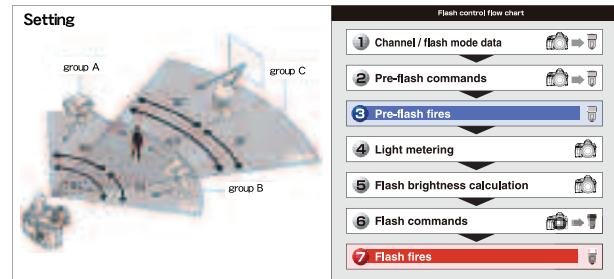 Setting
group A
group C
group B
Flash control flow chart
1 Channel / flash mode data
2 Pre-flash commands
3 Pre-flash fires
4 Light metering
5 Flash brightness calculation
6 Flash commands
7 Flash fires